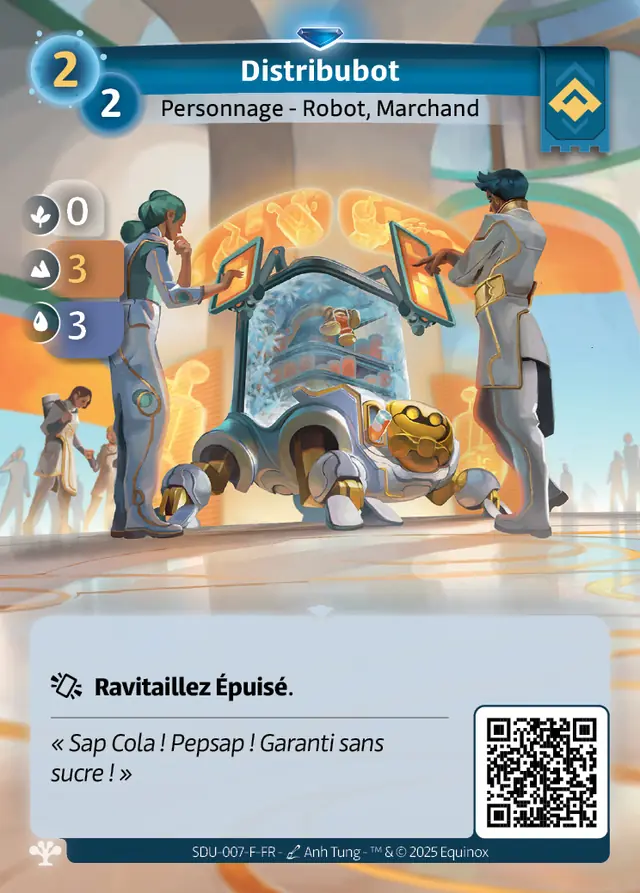 2
2
Distribubot
Personnage - Robot, Marchand
0
3
3
Ravitaillez Épuisé.
« Sap Cola ! Pepsap ! Garanti sans
sucre ! »
SDU-007-F-FR - Anh Tung - ™ & © 2025 Equinox